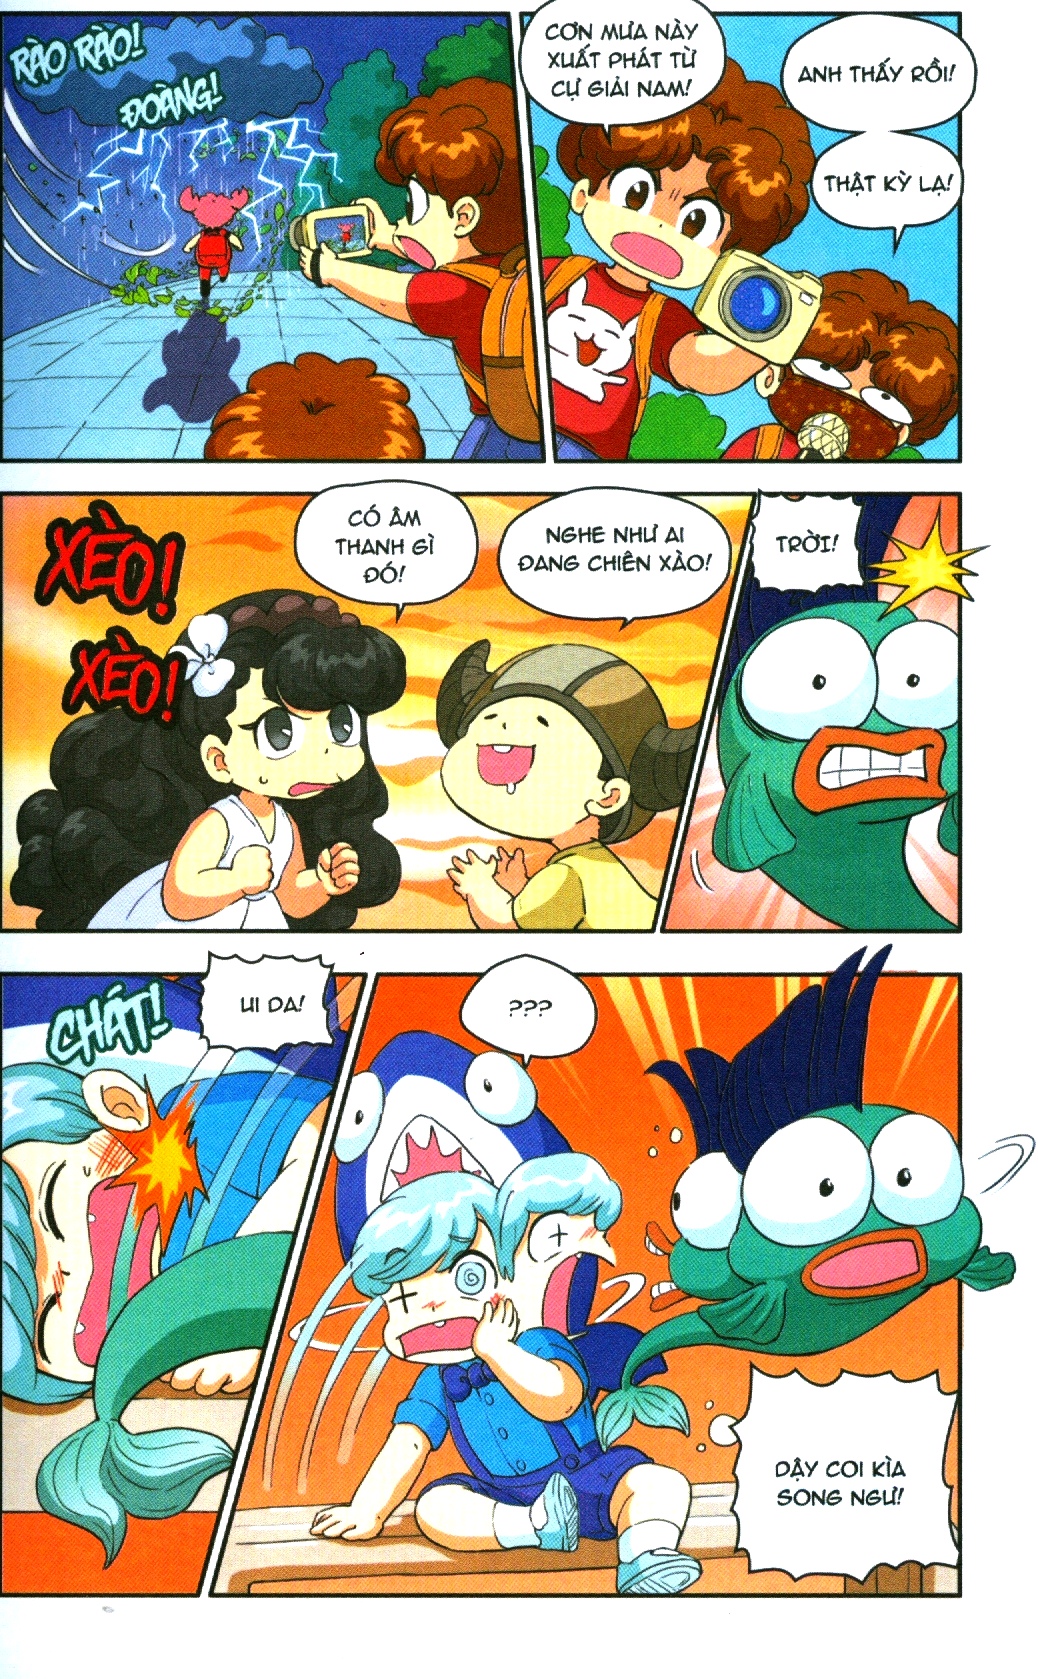 RÀO RÀO!
ĐOÀNG!
CƠN MƯA NÀY
XUẤT PHÁT TỪ
CỰ GIẢI NAM!
ANH THẤY RỒI!
THẬT KỲ LẠ!
XÈO!
XÈO!
CÓ ÂM
THANH GÌ
ĐÓ!
NGHE NHƯ AI
ĐANG CHIÊN XÀO!
TRỜI!
CHÁT!
UI DA!
???
DẬY COI KÌA
SONG NGƯ!